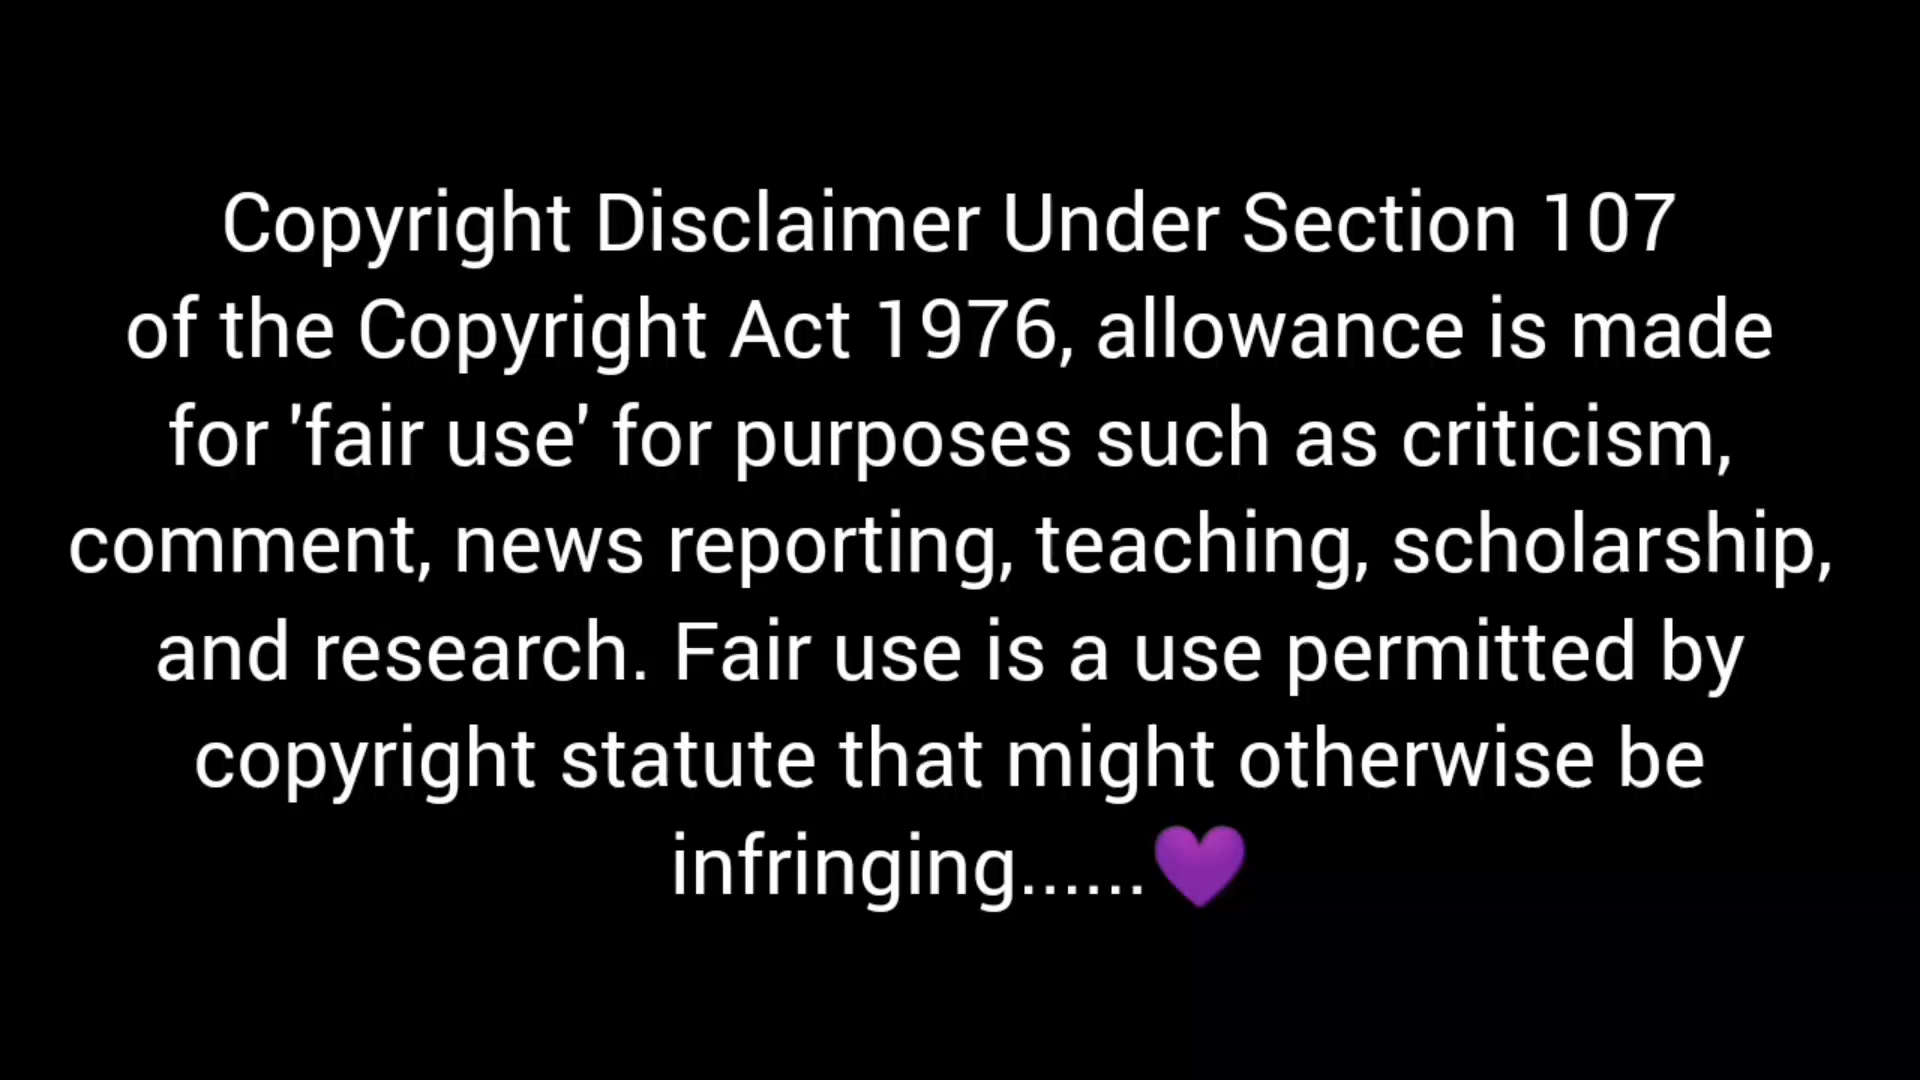 Copyright Disclaimer Under Section 107
of the Copyright Act 1976, allowance is made
for 'fair use' for purposes such as criticism,
comment, news reporting, teaching, scholarship,
and research. Fair use is a use permitted by
copyright statute that might otherwise be
infringing......💜